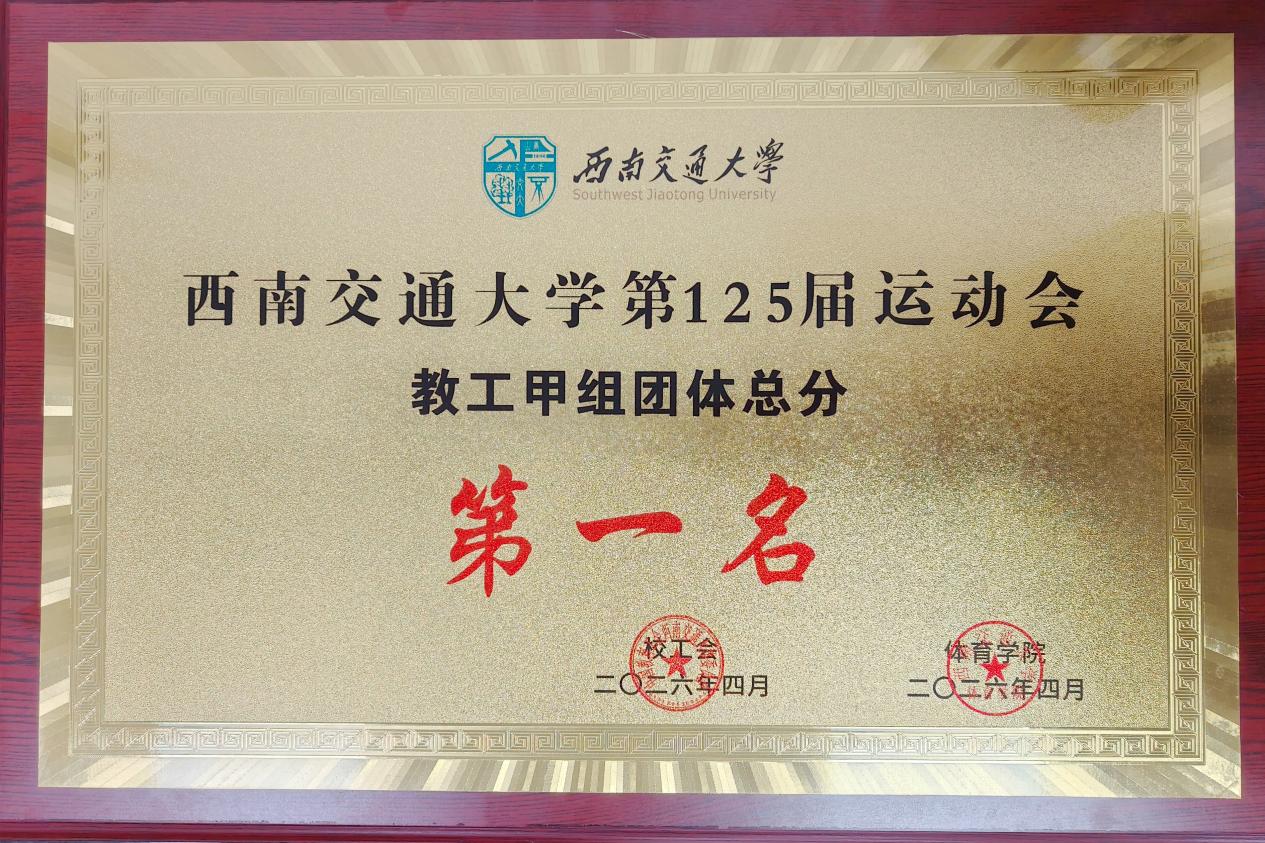 西南交通大學
Southwest Jiaotong University
西南交通大学第125届运动会
教工甲组团体总分
第一名
校工会
二〇二六年四月
体育学院
二〇二六年四月